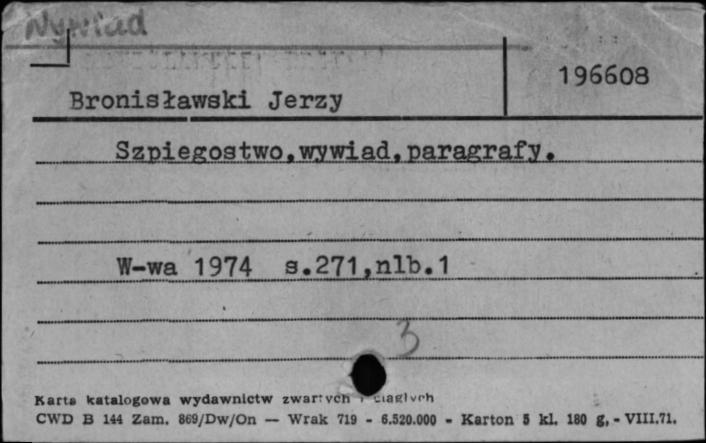 Wywiad
196608
Bronisławski Jerzy
Szpiegostwo,wywiad,paragrafy.
W-wa 1974 s.271,nlb.1
3
Karta katalogowa wydawnictw zwartych i ciągłych
CWD B 144 Zam. 869/Dw/On — Wrak 719 - 6.520.000 - Karton 5 kl. 180 g, - VIII.71.